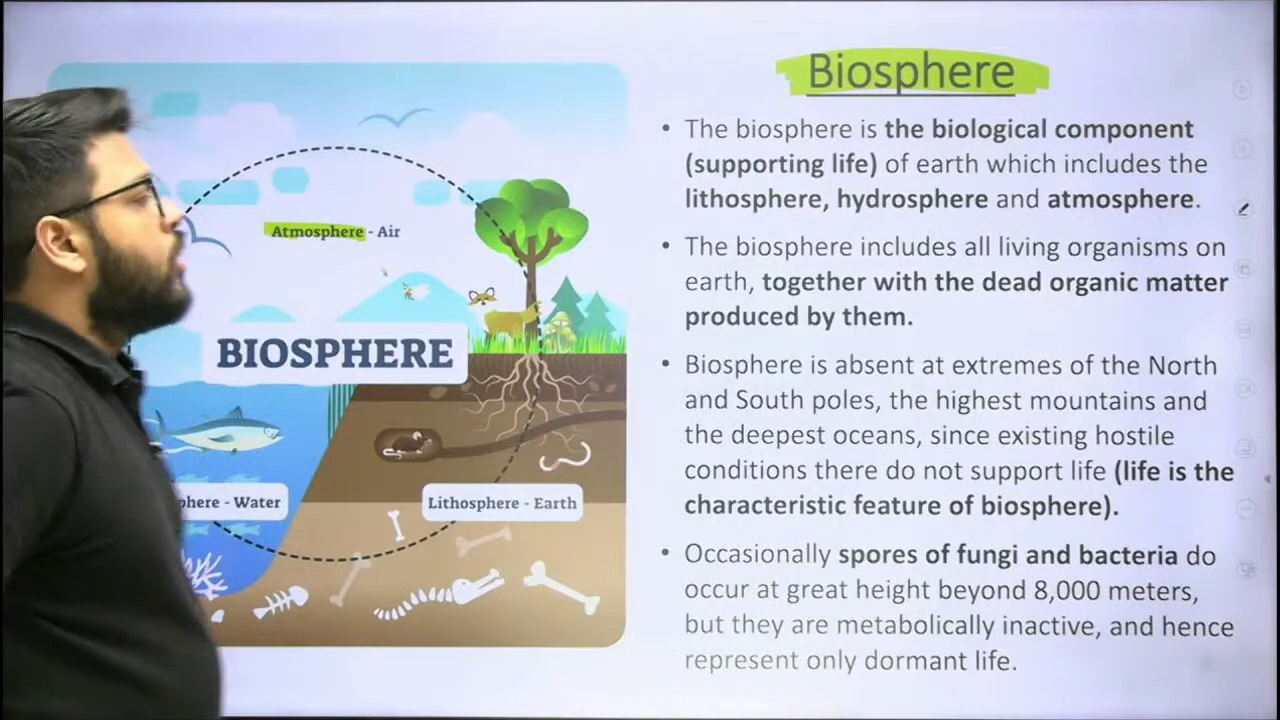 Biosphere
• The biosphere is the biological component
(supporting life) of earth which includes the
lithosphere, hydrosphere and atmosphere.
• The biosphere includes all living organisms on
earth, together with the dead organic matter
produced by them.
• Biosphere is absent at extremes of the North
and South poles, the highest mountains and
the deepest oceans, since existing hostile
conditions there do not support life (life is the
characteristic feature of biosphere).
• Occasionally spores of fungi and bacteria do
occur at great height beyond 8,000 meters,
but they are metabolically inactive, and hence
represent only dormant life.
Atmosphere - Air
BIOSPHERE
phere - Water
Lithosphere - Earth